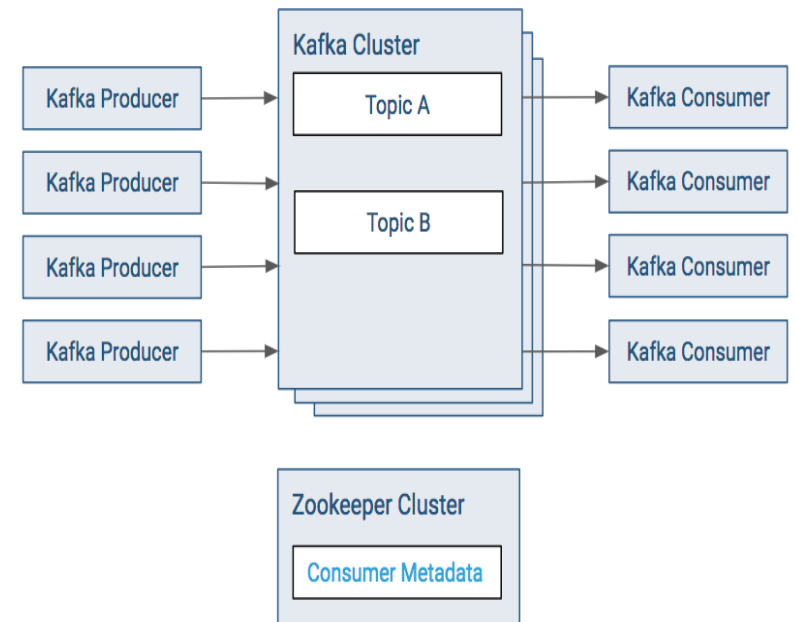 Kafka Cluster
Topic A
Topic B
Kafka Producer
Kafka Producer
Kafka Producer
Kafka Producer
Kafka Consumer
Kafka Consumer
Kafka Consumer
Kafka Consumer
Zookeeper Cluster
Consumer Metadata